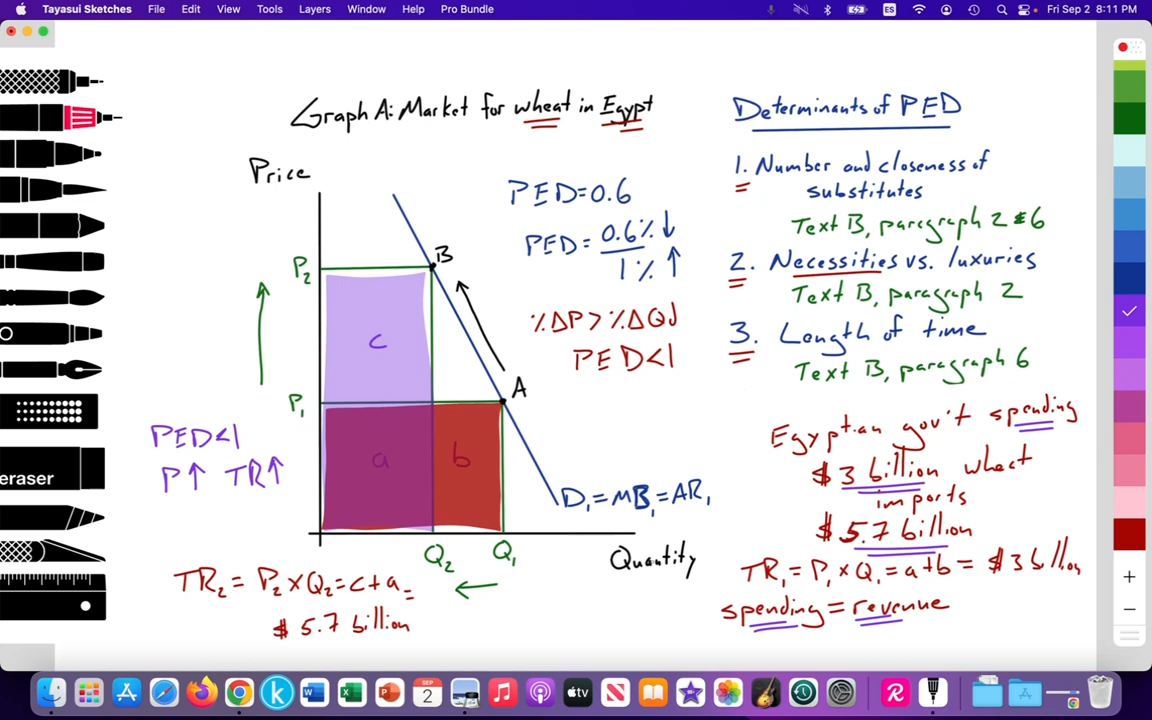 Tayasui Sketches File Edit View Tools Layers Window Help Pro Bundle
ES Fri Sep 2 8:11 PM
Graph A: Market for wheat in Egypt
Price
P₂
B
c
P₁
A
a
b
D₁=MB₁=AR₁
Q₂
Q₁
Quantity
PED<1
P↑ TR↑
TR₂ = P₂ x Q₂ = c + a =
$ 5.7 billion
PED=0.6
PED = 0.6% ↓
1% ↑
%ΔP > %ΔQd
PED<1
Determinants of PED
1. Number and closeness of
substitutes
Text B, paragraph 2 & 6
2. Necessities vs. luxuries
Text B, paragraph 2
3. Length of time
Text B, paragraph 6
Egyptian gov't spending
$ 3 billion wheat
imports
$ 5.7 billion
TR₁ = P₁ x Q₁ = a+b = $3 billion
spending = revenue
eraser
SEP
2
tv